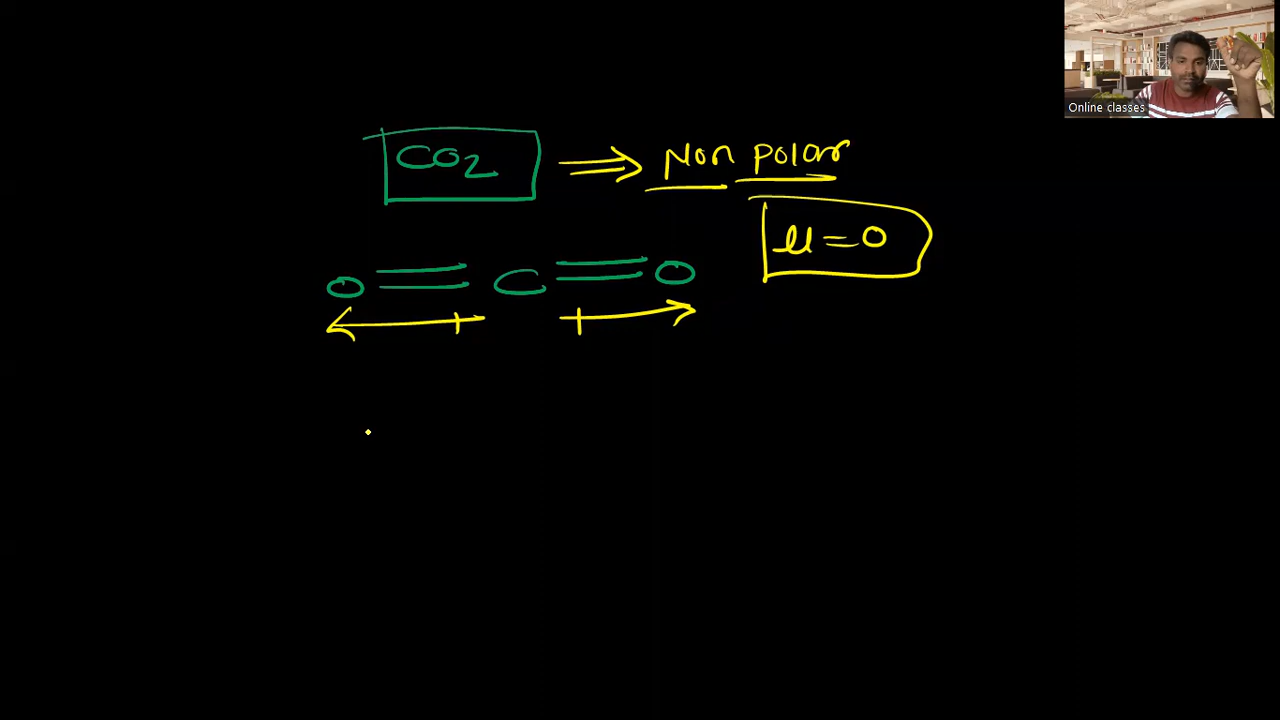 Online classes
CO2 ⇒ Non polar
μ=0
O=C=O